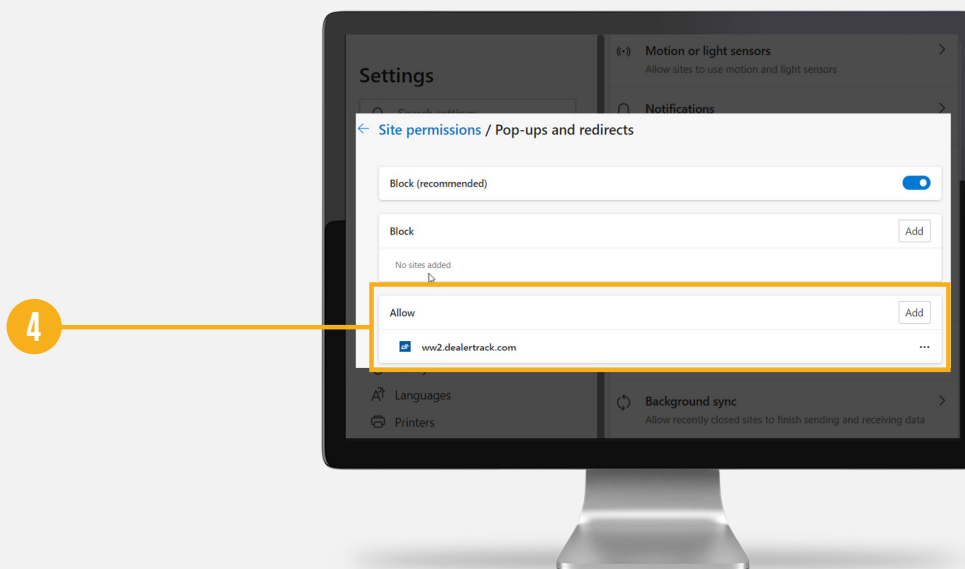 Motion or light sensors
Allow sites to use motion and light sensors
Settings
Search settings
Notifications
Site permissions / Pop-ups and redirects
Block (recommended)
Block
Add
No sites added
4
Allow
Add
ww2.dealertrack.com
Languages
Printers
Background sync
Allow recently closed sites to finish sending and receiving data